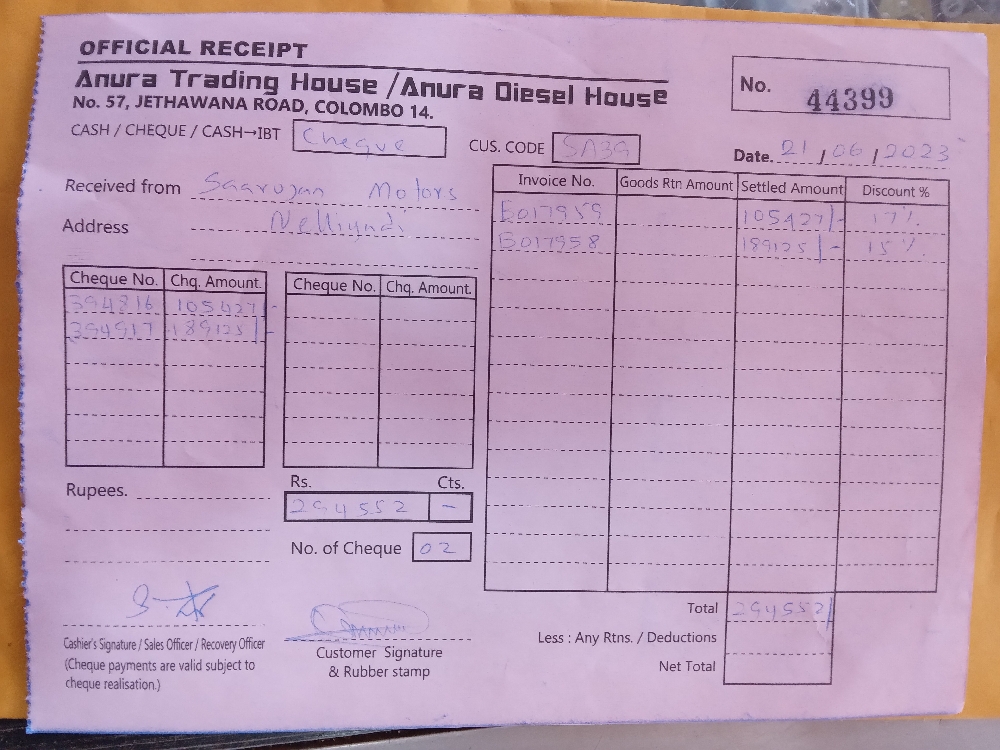 OFFICIAL RECEIPT
Anura Trading House / Anura Diesel House
No. 57, JETHAWANA ROAD, COLOMBO 14.
No. 44399
CASH / CHEQUE / CASH→IBT Cheque
CUS. CODE SA39
Date. 21 / 06 / 2023
Received from Saarujan Motors
Address Nelliyadi
Invoice No. Goods Rtn Amount Settled Amount Discount %
B017959 105427/- 17%
B017958 189125/- 15%
Cheque No. Chq. Amount. Cheque No. Chq. Amount.
394816 105427/-
394917 189125/-
Rupees.
Rs. Cts.
294552 -
No. of Cheque 02
Total 294552/
Less : Any Rtns. / Deductions
Net Total
Cashier's Signature / Sales Officer / Recovery Officer
(Cheque payments are valid subject to
cheque realisation.)
Customer Signature
& Rubber stamp